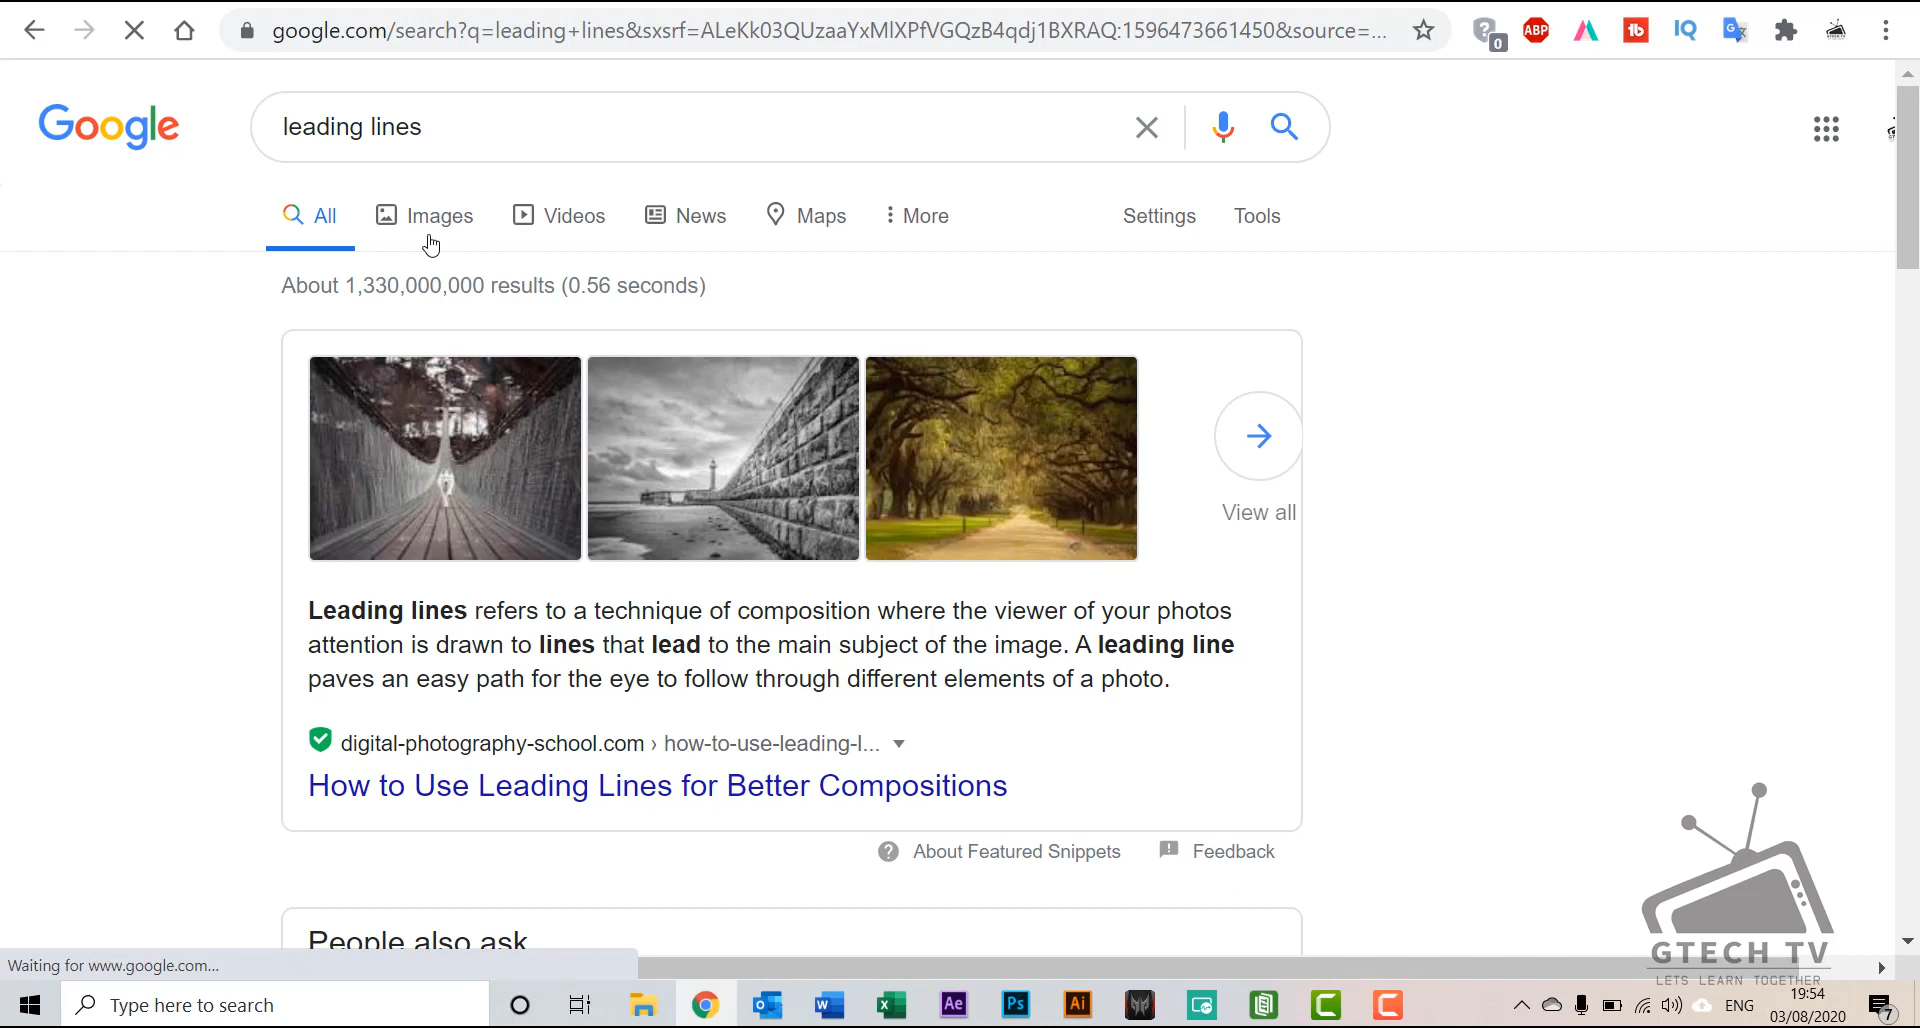 google.com/search?q=leading+lines&sxsrf=ALeKk03QUzaaYxMlXPfVGQzB4qdj1BXRAQ:1596473661450&source=...
0
ABP
Google
leading lines
All
Images
Videos
News
Maps
More
Settings
Tools
About 1,330,000,000 results (0.56 seconds)
View all
Leading lines refers to a technique of composition where the viewer of your photos
attention is drawn to lines that lead to the main subject of the image. A leading line
paves an easy path for the eye to follow through different elements of a photo.
digital-photography-school.com › how-to-use-leading-l...
How to Use Leading Lines for Better Compositions
About Featured Snippets
Feedback
People also ask
GTECH TV
LETS LEARN TOGETHER
Waiting for www.google.com...
Type here to search
Ae
Ps
Ai
ENG
19:54
03/08/2020
7